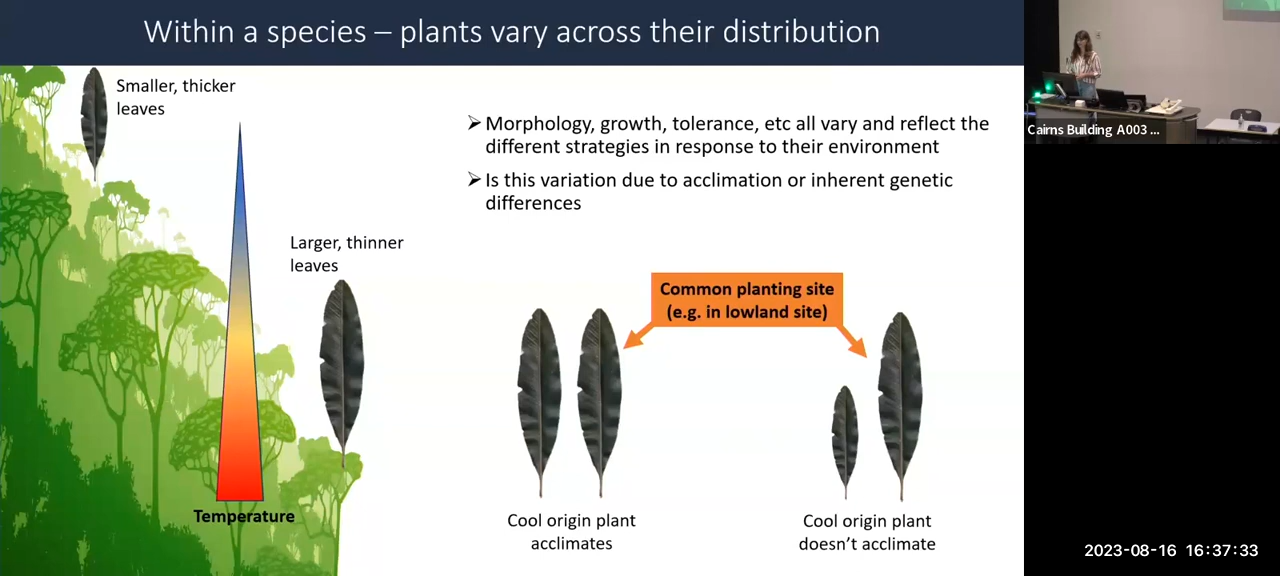 Within a species – plants vary across their distribution
Smaller, thicker
leaves
Larger, thinner
leaves
Temperature
➢Morphology, growth, tolerance, etc all vary and reflect the
different strategies in response to their environment
➢Is this variation due to acclimation or inherent genetic
differences
Common planting site
(e.g. in lowland site)
Cool origin plant
acclimates
Cool origin plant
doesn’t acclimate
Cairns Building A003 ...
2023-08-16 16:37:33